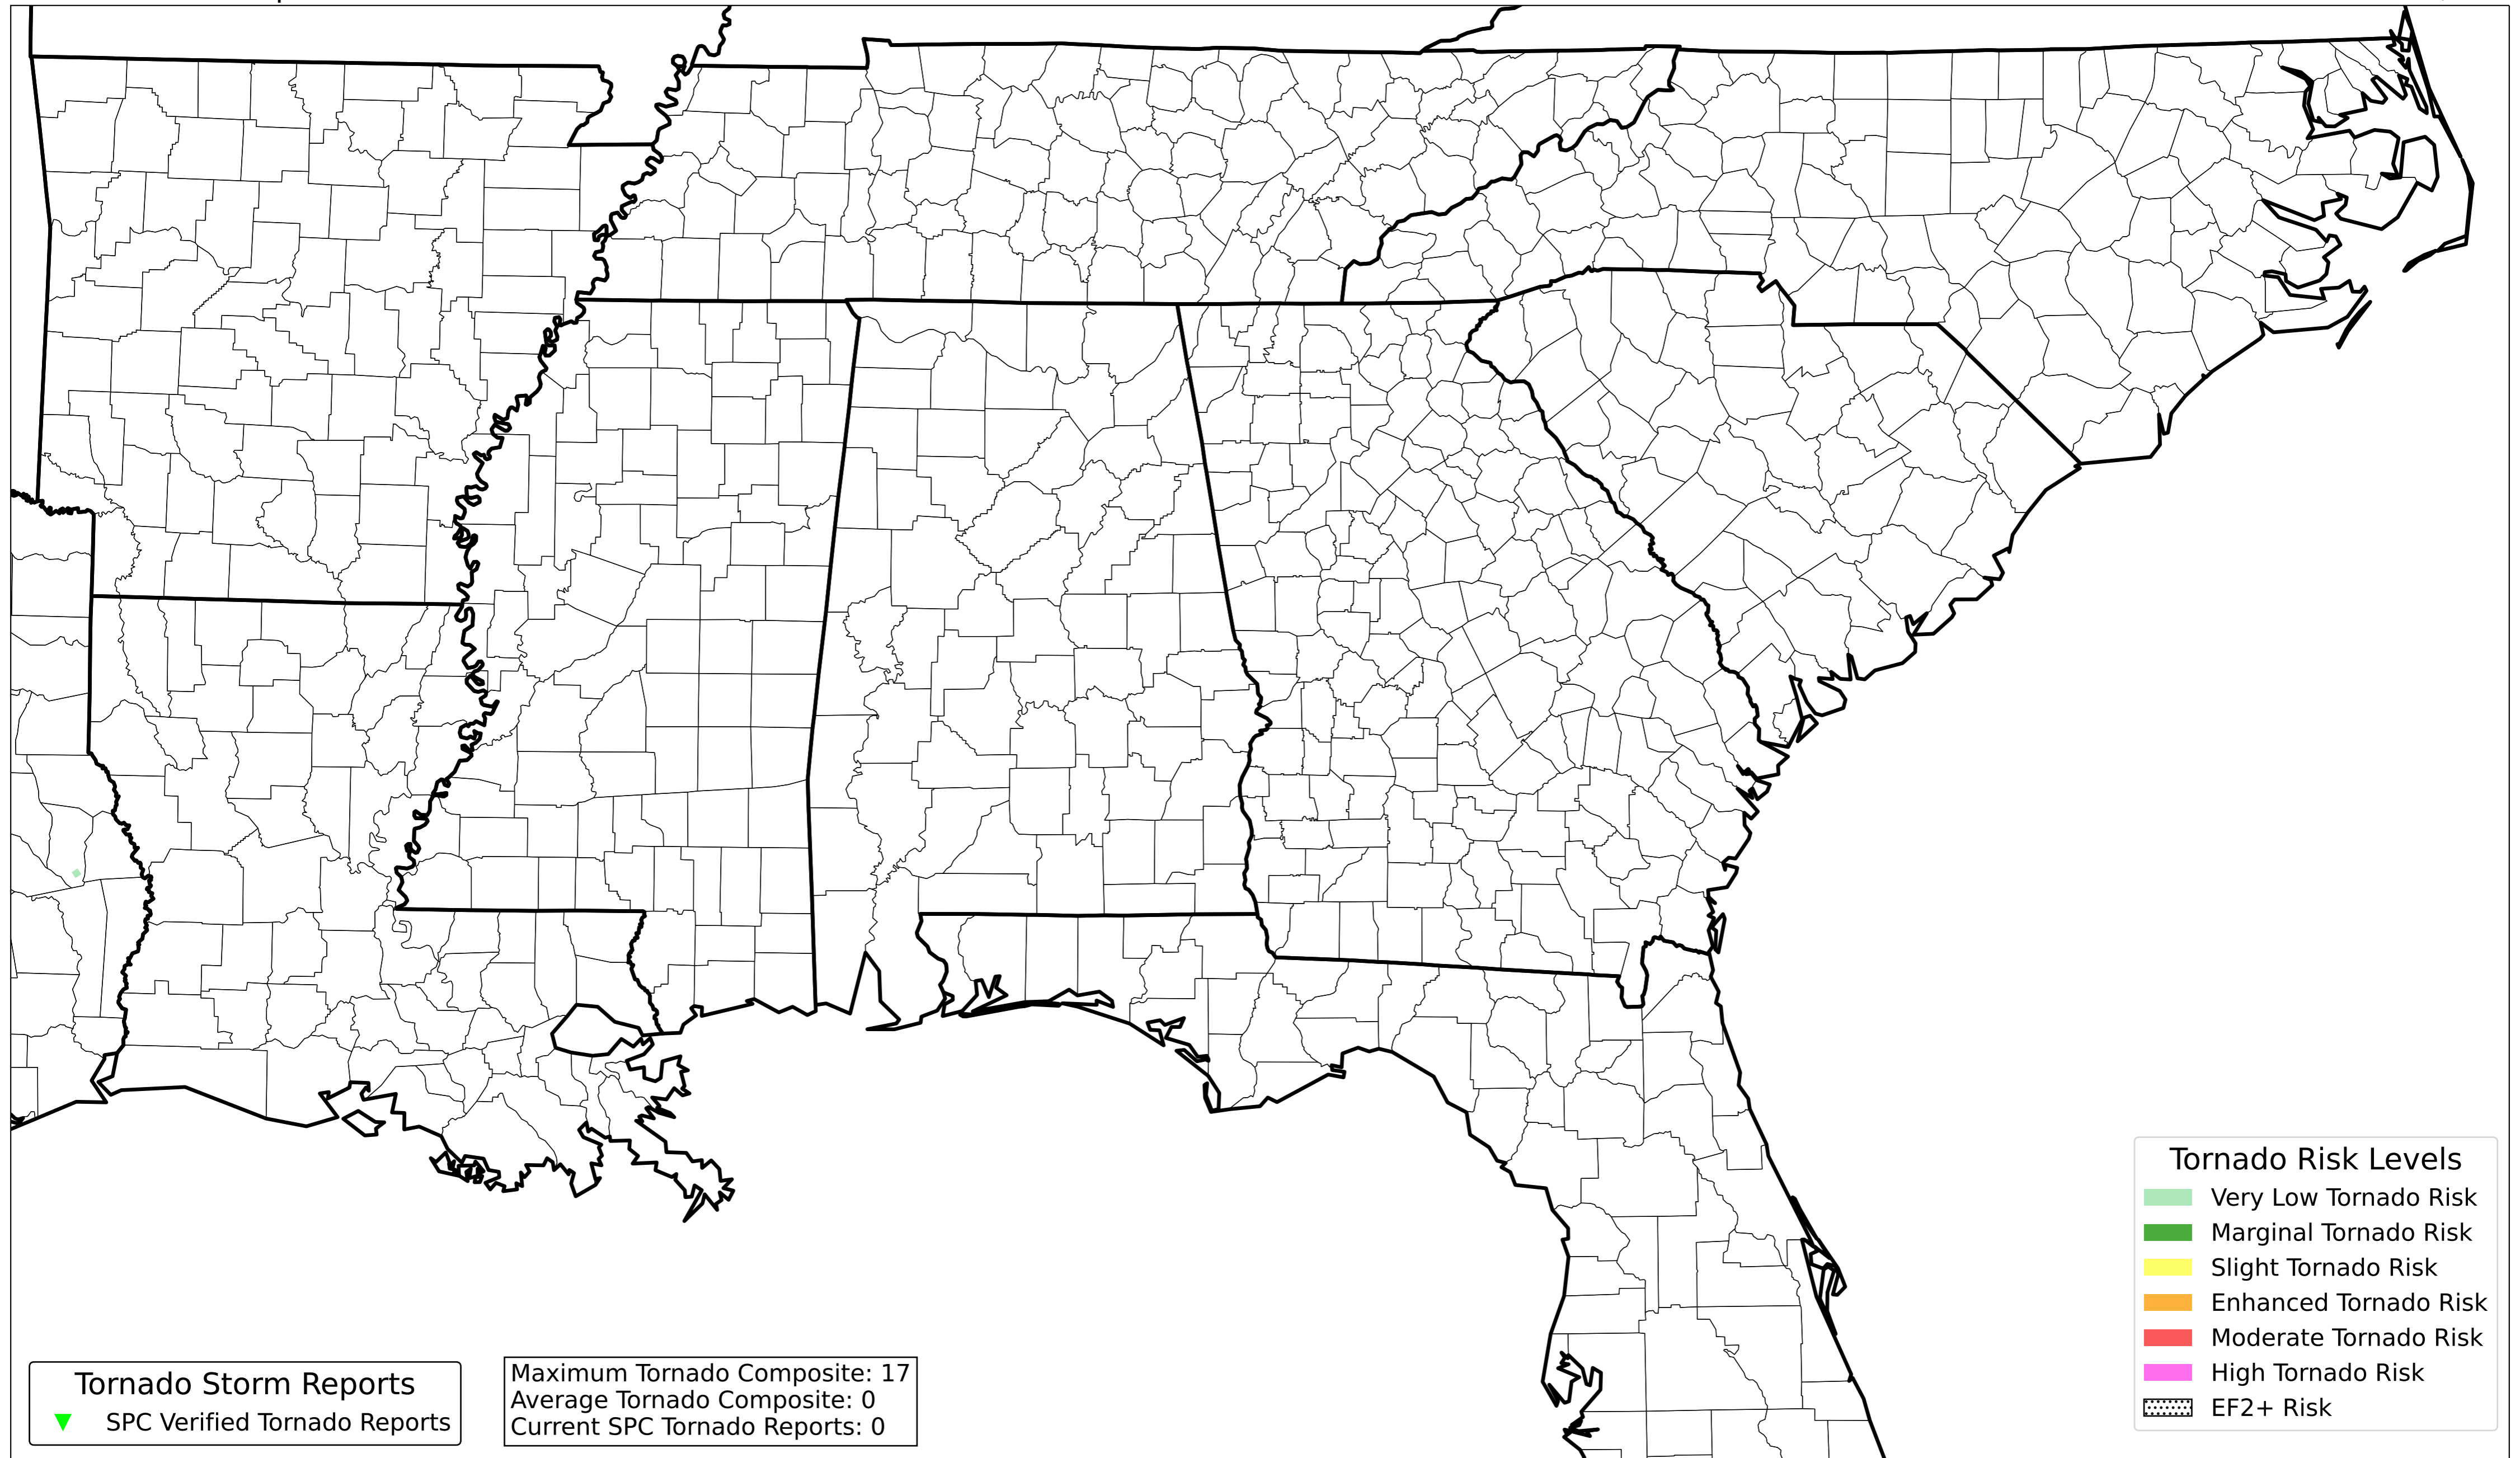 Tornado Risk Levels
Very Low Tornado Risk
Marginal Tornado Risk
Slight Tornado Risk
Enhanced Tornado Risk
Moderate Tornado Risk
High Tornado Risk
EF2+ Risk
Tornado Storm Reports
SPC Verified Tornado Reports
Maximum Tornado Composite: 17
Average Tornado Composite: 0
Current SPC Tornado Reports: 0